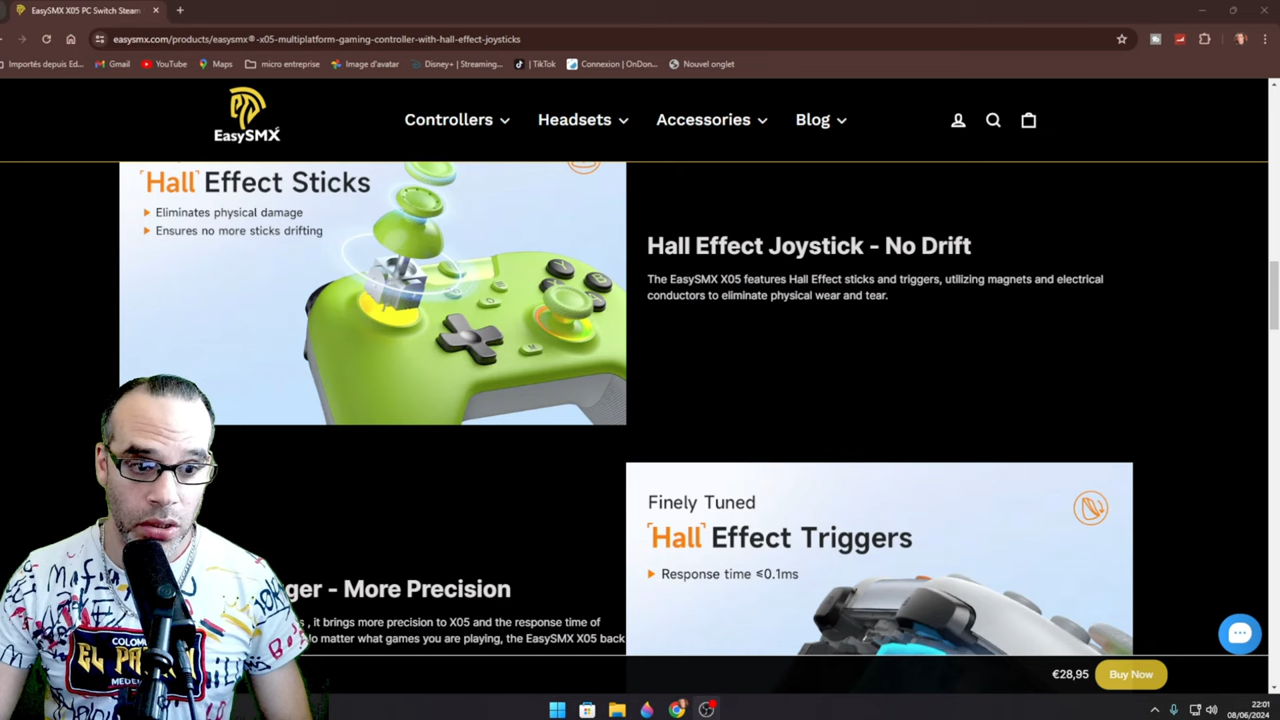 EasySMX X05 PC Switch Steam
easysmx.com/products/easysmx®-x05-multiplatform-gaming-controller-with-hall-effect-joysticks
Importés depuis Ed...
Gmail
YouTube
Maps
micro entreprise
Image d'avatar
Disney+ | Streaming...
| TikTok
Connexion | OnDon...
Nouvel onglet
EasySMX
Controllers
Headsets
Accessories
Blog
Hall Effect Sticks
Eliminates physical damage
Ensures no more sticks drifting
Y
B
M
Hall Effect Joystick - No Drift
The EasySMX X05 features Hall Effect sticks and triggers, utilizing magnets and electrical
conductors to eliminate physical wear and tear.
Finely Tuned
Hall Effect Triggers
Response time ≤0.1ms
ger - More Precision
, it brings more precision to X05 and the response time of
lo matter what games you are playing, the EasySMX X05 back
EL PA
€28,95
Buy Now
22:01
08/06/2024